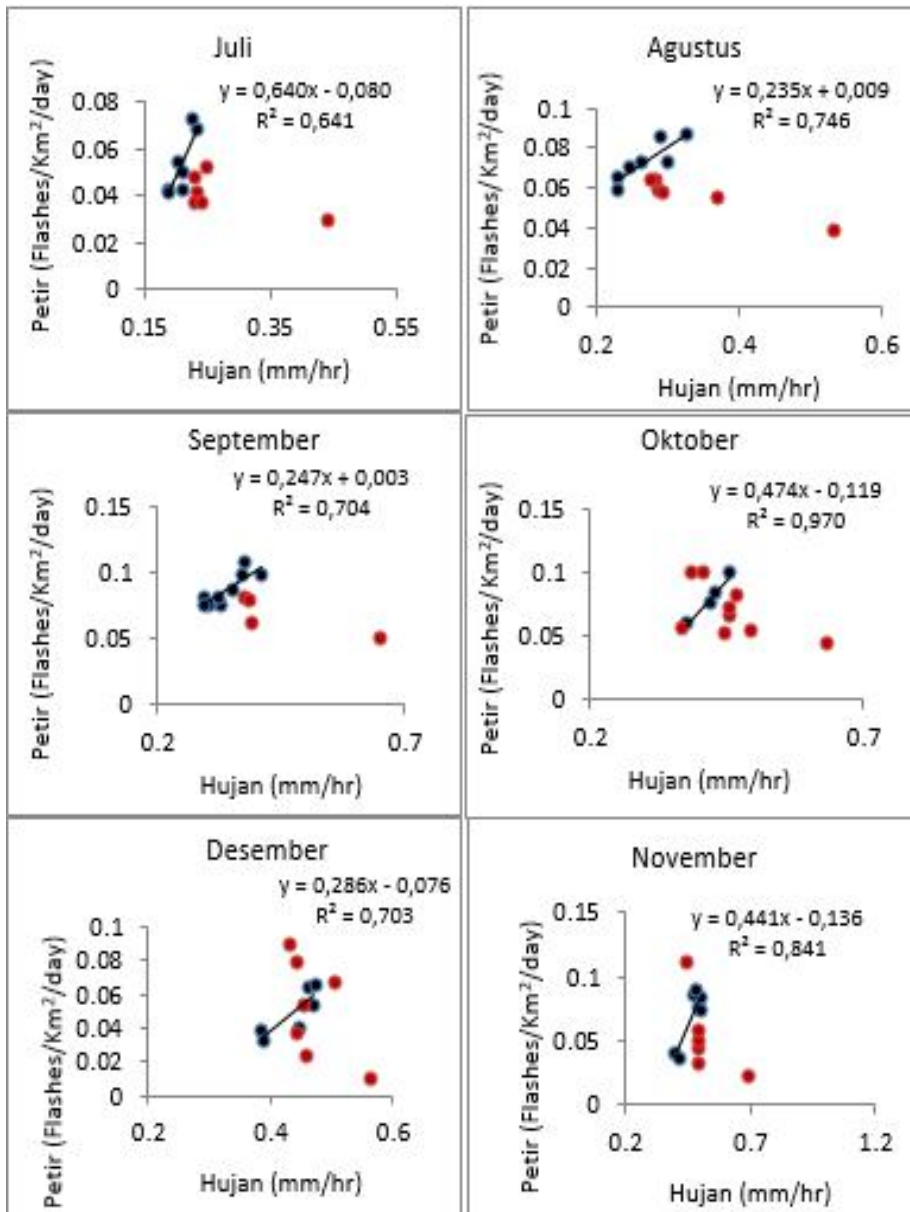 Juli
y = 0,640x - 0,080
R² = 0,641
Petir (Flashes/Km²/day)
0.08
0.06
0.04
0.02
0
0.15 0.35 0.55
Hujan (mm/hr)
Agustus
y = 0,235x + 0,009
R² = 0,746
Petir (Flashes/Km²/day)
0.1
0.08
0.06
0.04
0.02
0
0.2 0.4 0.6
Hujan (mm/hr)
September
y = 0,247x + 0,003
R² = 0,704
Petir (Flashes/Km²/day)
0.15
0.1
0.05
0
0.2 0.7
Hujan (mm/hr)
Oktober
y = 0,474x - 0,119
R² = 0,970
Petir (Flashes/Km²/day)
0.15
0.1
0.05
0
0.2 0.7
Hujan (mm/hr)
Desember
y = 0,286x - 0,076
R² = 0,703
Petir (Flashes/Km²/day)
0.1
0.08
0.06
0.04
0.02
0
0.2 0.4 0.6
Hujan (mm/hr)
November
y = 0,441x - 0,136
R² = 0,841
Petir (Flashes/Km²/day)
0.15
0.1
0.05
0
0.2 0.7 1.2
Hujan (mm/hr)